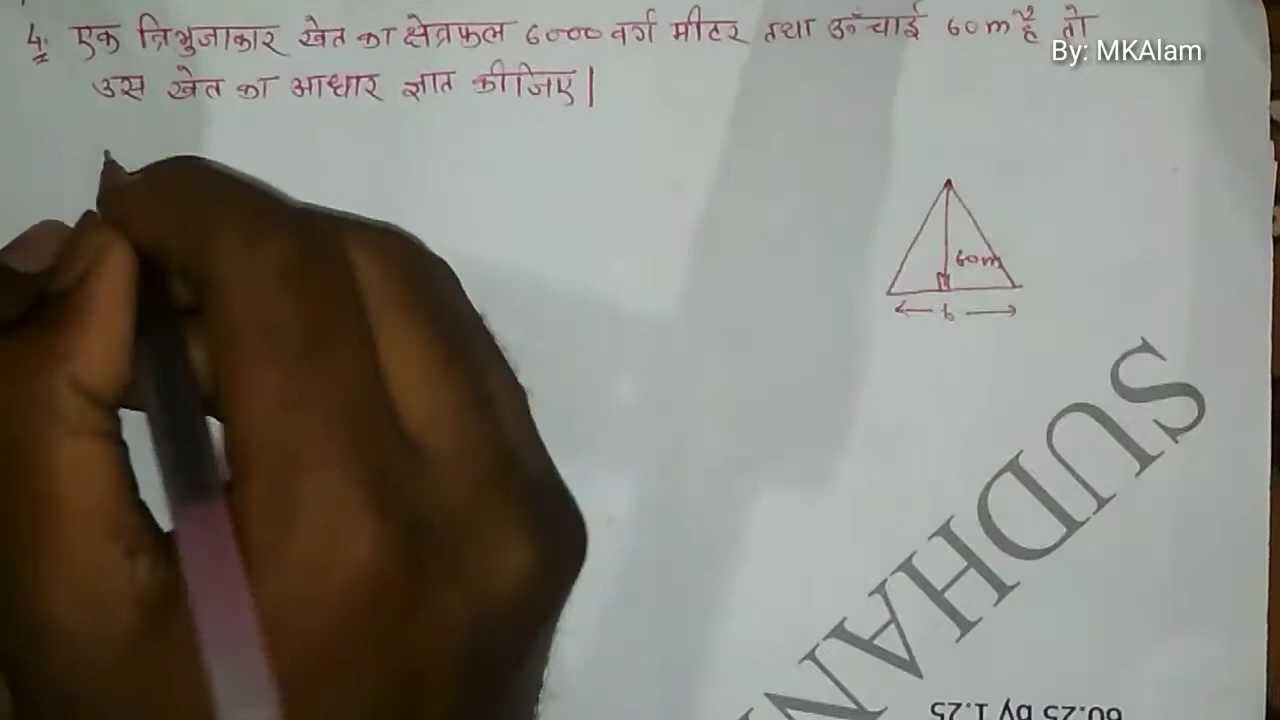 4. एक त्रिभुजाकार खेत का क्षेत्रफल 6000 वर्ग मीटर तथा ऊँचाई 60m है तो
By: MKAlam
उस खेत का आधार ज्ञात कीजिए।
60m
b
SUDHAN
60.25 by 1.25